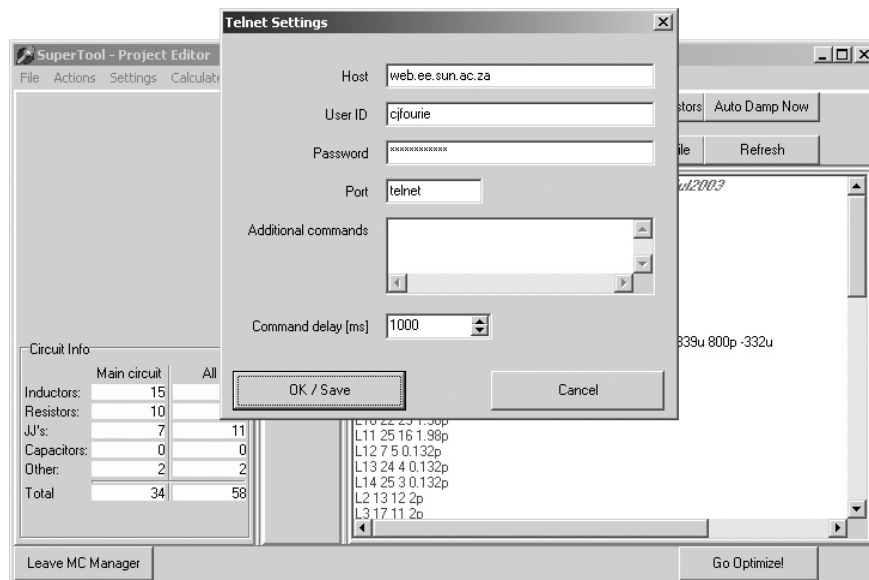 Telnet Settings
Host web.ee.sun.ac.za
User ID cjfourie
Password ************
Port telnet
Additional commands
Command delay [ms] 1000
OK / Save Cancel
SuperTool - Project Editor
File Actions Settings Calculate
stors Auto Damp Now
ile Refresh
ul2003
839u 800p -332u
L11 25 16 1.98p
L12 7 5 0.132p
L13 24 4 0.132p
L14 25 3 0.132p
L2 13 12 2p
L3 17 11 2p
Circuit Info
Main circuit All
Inductors: 15
Resistors: 10
JJ's: 7 11
Capacitors: 0 0
Other: 2 2
Total 34 58
Leave MC Manager Go Optimize!